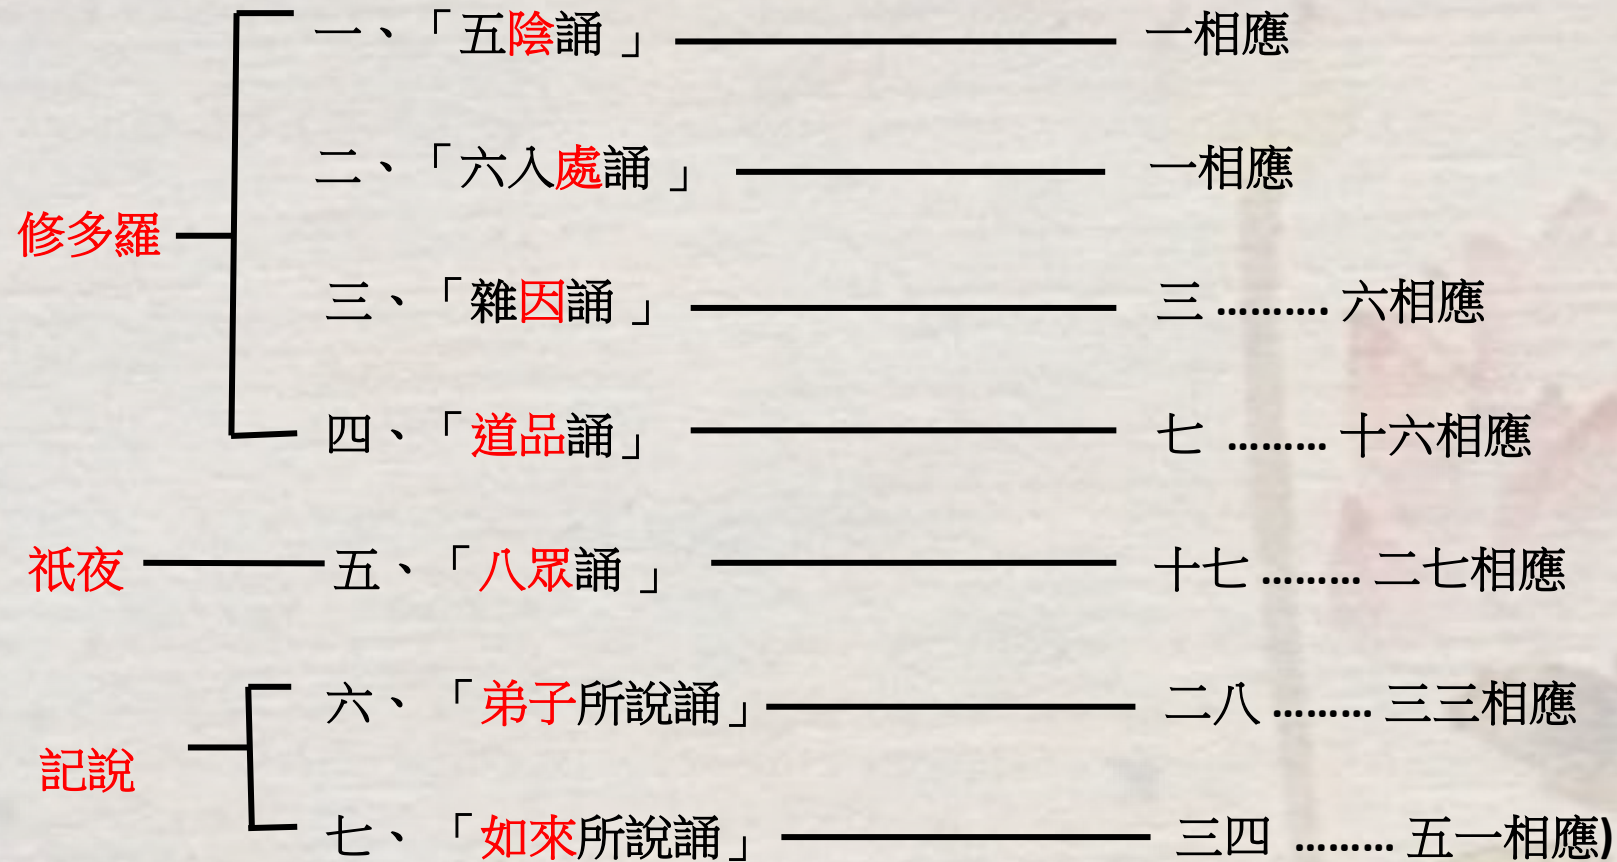 一、「五陰誦 」 一相應
二、「六入處誦 」 一相應
修多羅
三、「雜因誦 」 三 .......... 六相應
四、「道品誦」 七 ......... 十六相應
祇夜 五、「八眾誦 」 十七 ......... 二七相應
六、「弟子所說誦」 二八 ......... 三三相應
記說
七、「如來所說誦」 三四 ......... 五一相應)